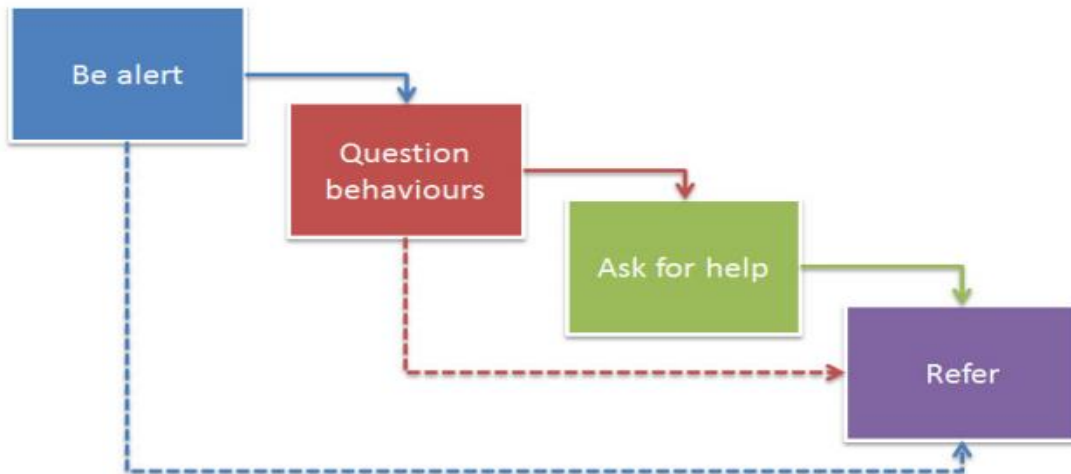 Be alert
Question
behaviours
Ask for help
Refer